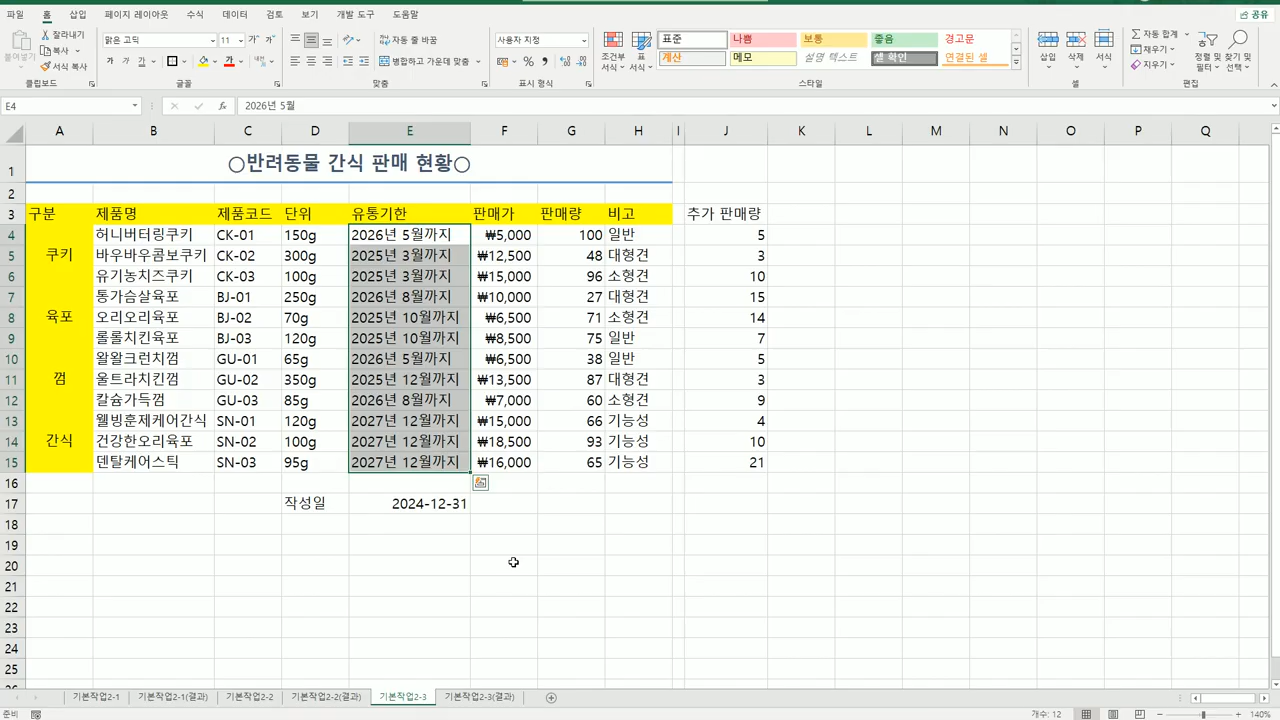 파일 홈 삽입 페이지 레이아웃 수식 데이터 검토 보기 개발 도구 도움말 공유
잘라내기 맑은 고딕 11 자동 줄 바꿈 사용자 지정 표준 나쁨 보통 좋음 경고문 자동 합계
붙여넣기 복사 채우기
서식 복사 가 가 병합하고 가운데 맞춤 조건부 서식 표 서식 계산 메모 설명 텍스트 셀 확인 연결된 셀 삽입 삭제 서식 지우기 정렬 및 필터 찾기 및 선택
클립보드 글꼴 맞춤 표시 형식 스타일 셀 편집
E4 fx 2026년 5월
A B C D E F G H I J K L M N O P Q
1 ○반려동물 간식 판매 현황○
2
3 구분 제품명 제품코드 단위 유통기한 판매가 판매량 비고 추가 판매량
4 허니버터링쿠키 CK-01 150g 2026년 5월까지 ₩5,000 100 일반 5
5 쿠키 바우바우콤보쿠키 CK-02 300g 2025년 3월까지 ₩12,500 48 대형견 3
6 유기농치즈쿠키 CK-03 100g 2025년 3월까지 ₩15,000 96 소형견 10
7 통가슴살육포 BJ-01 250g 2026년 8월까지 ₩10,000 27 대형견 15
8 육포 오리오리육포 BJ-02 70g 2025년 10월까지 ₩6,500 71 소형견 14
9 롤롤치킨육포 BJ-03 120g 2025년 10월까지 ₩8,500 75 일반 7
10 왈왈크런치껌 GU-01 65g 2026년 5월까지 ₩6,500 38 일반 5
11 껌 울트라치킨껌 GU-02 350g 2025년 12월까지 ₩13,500 87 대형견 3
12 칼슘가득껌 GU-03 85g 2026년 8월까지 ₩7,000 60 소형견 9
13 웰빙훈제케어간식 SN-01 120g 2027년 12월까지 ₩15,000 66 기능성 4
14 간식 건강한오리육포 SN-02 100g 2027년 12월까지 ₩18,500 93 기능성 10
15 덴탈케어스틱 SN-03 95g 2027년 12월까지 ₩16,000 65 기능성 21
16
17 작성일 2024-12-31
18
19
20
21
22
23
24
25
기본작업2-1 기본작업2-1(결과) 기본작업2-2 기본작업2-2(결과) 기본작업2-3 기본작업2-3(결과)
준비 개수: 12 140%